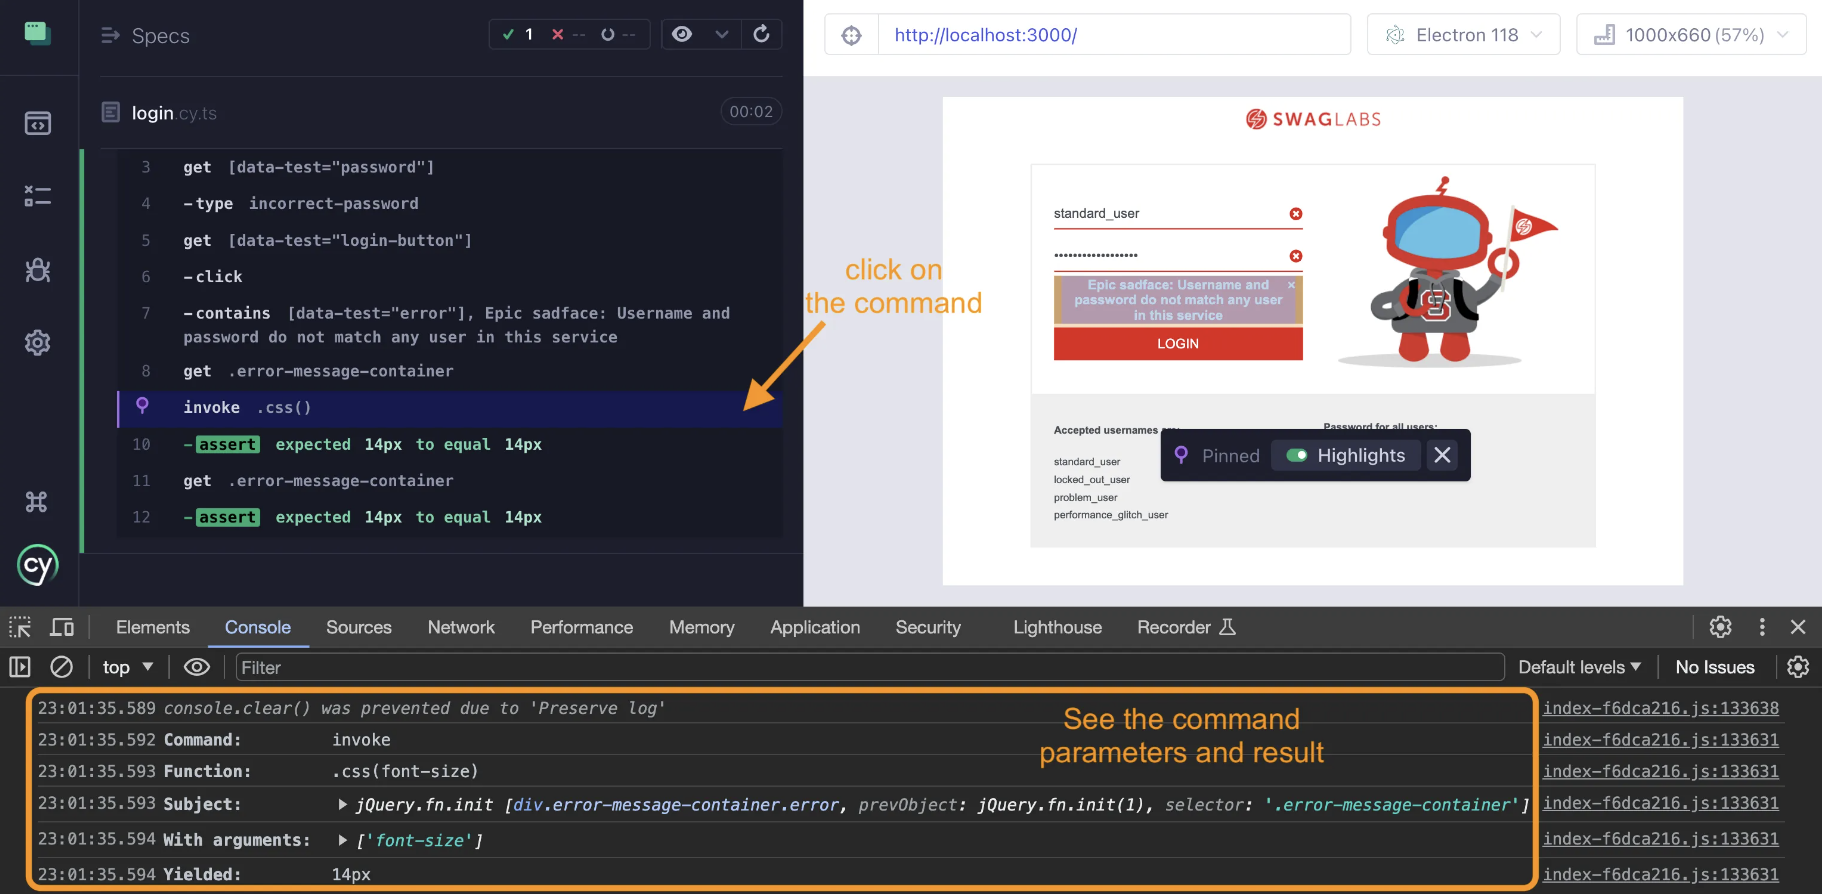 Specs
1 -- --
http://localhost:3000/
Electron 118
1000x660 (57%)
login.cy.ts
00:02
3 get [data-test="password"]
4 -type incorrect-password
5 get [data-test="login-button"]
6 -click
7 -contains [data-test="error"], Epic sadface: Username and
password do not match any user in this service
8 get .error-message-container
invoke .css()
10 -assert expected 14px to equal 14px
11 get .error-message-container
12 -assert expected 14px to equal 14px
cy
click on
the command
SWAGLABS
standard_user
••••••••••••••••••
Epic sadface: Username and
password do not match any user
in this service
LOGIN
S
Accepted usernames
Password for all users:
standard_user
locked_out_user
problem_user
performance_glitch_user
Pinned
Highlights
Elements
Console
Sources
Network
Performance
Memory
Application
Security
Lighthouse
Recorder
top
Filter
Default levels
No Issues
23:01:35.589 console.clear() was prevented due to 'Preserve log' index-f6dca216.js:133638
23:01:35.592 Command: invoke index-f6dca216.js:133631
23:01:35.593 Function: .css(font-size) index-f6dca216.js:133631
23:01:35.593 Subject: jQuery.fn.init [div.error-message-container.error, prevObject: jQuery.fn.init(1), selector: '.error-message-container'] index-f6dca216.js:133631
23:01:35.594 With arguments: ['font-size'] index-f6dca216.js:133631
23:01:35.594 Yielded: 14px index-f6dca216.js:133631
See the command
parameters and result